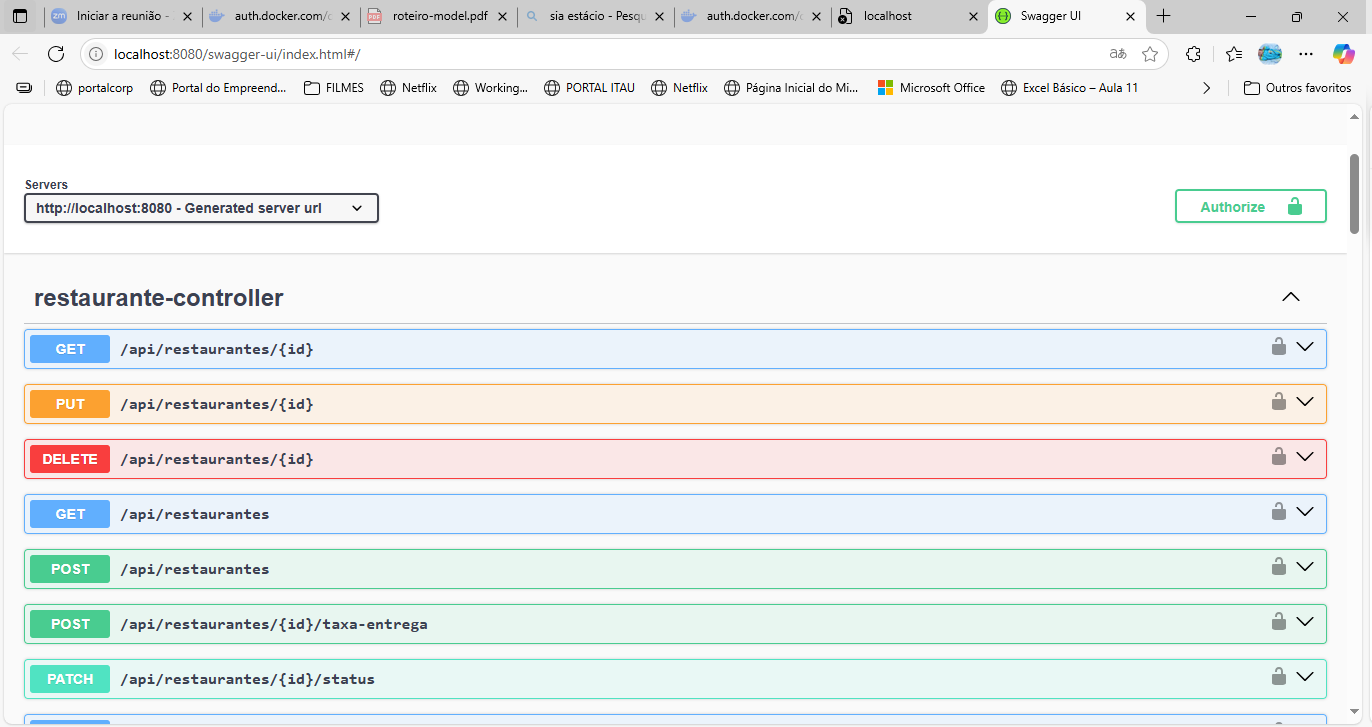 Iniciar a reunião -
auth.docker.com/
roteiro-model.pdf
sia estácio - Pesqu
auth.docker.com/
localhost
Swagger UI
localhost:8080/swagger-ui/index.html#/
portalcorp
Portal do Empreend...
FILMES
Netflix
Working...
PORTAL ITAU
Netflix
Página Inicial do Mi...
Microsoft Office
Excel Básico – Aula 11
Outros favoritos
Servers
http://localhost:8080 - Generated server url
Authorize
restaurante-controller
GET /api/restaurantes/{id}
PUT /api/restaurantes/{id}
DELETE /api/restaurantes/{id}
GET /api/restaurantes
POST /api/restaurantes
POST /api/restaurantes/{id}/taxa-entrega
PATCH /api/restaurantes/{id}/status